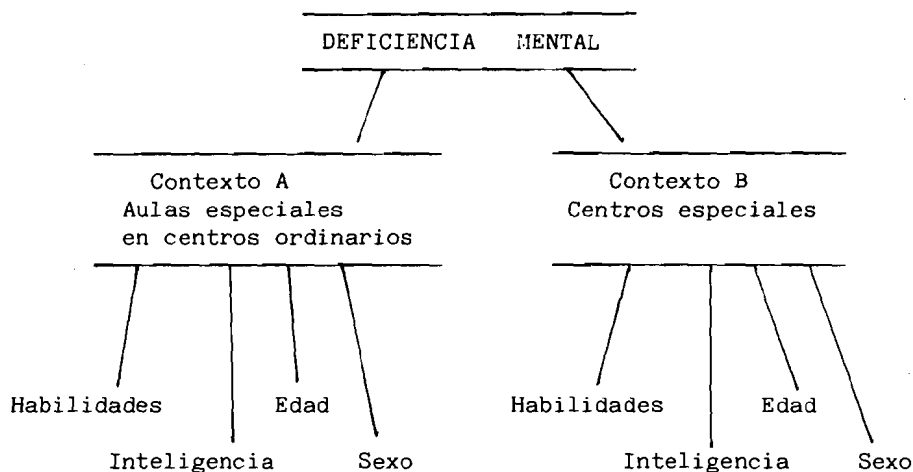 DEFICIENCIA MENTAL
Contexto A
Aulas especiales
en centros ordinarios
Contexto B
Centros especiales
Habilidades Edad Habilidades Edad
Inteligencia Sexo Inteligencia Sexo